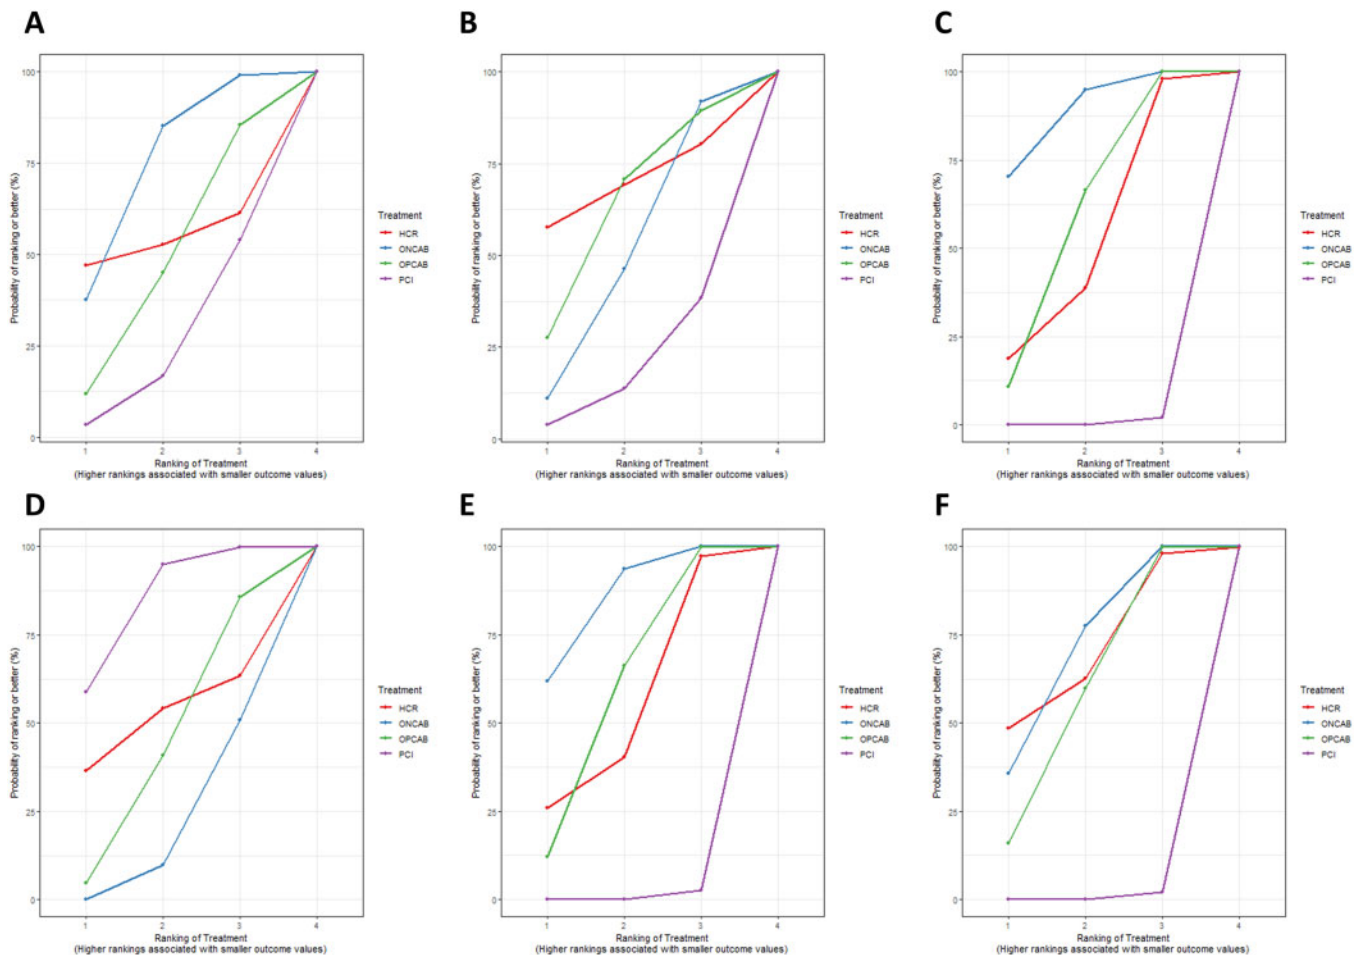 A
Probability of ranking or better (%)
100
75
50
25
0
1 2 3 4
Ranking of Treatment
(Higher rankings associated with smaller outcome values)
Treatment
HCR
ONCAB
OPCAB
PCI
B
Probability of ranking or better (%)
100
75
50
25
0
1 2 3 4
Ranking of Treatment
(Higher rankings associated with smaller outcome values)
Treatment
HCR
ONCAB
OPCAB
PCI
C
Probability of ranking or better (%)
100
75
50
25
0
1 2 3 4
Ranking of Treatment
(Higher rankings associated with smaller outcome values)
Treatment
HCR
ONCAB
OPCAB
PCI
D
Probability of ranking or better (%)
100
75
50
25
0
1 2 3 4
Ranking of Treatment
(Higher rankings associated with smaller outcome values)
Treatment
HCR
ONCAB
OPCAB
PCI
E
Probability of ranking or better (%)
100
75
50
25
0
1 2 3 4
Ranking of Treatment
(Higher rankings associated with smaller outcome values)
Treatment
HCR
ONCAB
OPCAB
PCI
F
Probability of ranking or better (%)
100
75
50
25
0
1 2 3 4
Ranking of Treatment
(Higher rankings associated with smaller outcome values)
Treatment
HCR
ONCAB
OPCAB
PCI